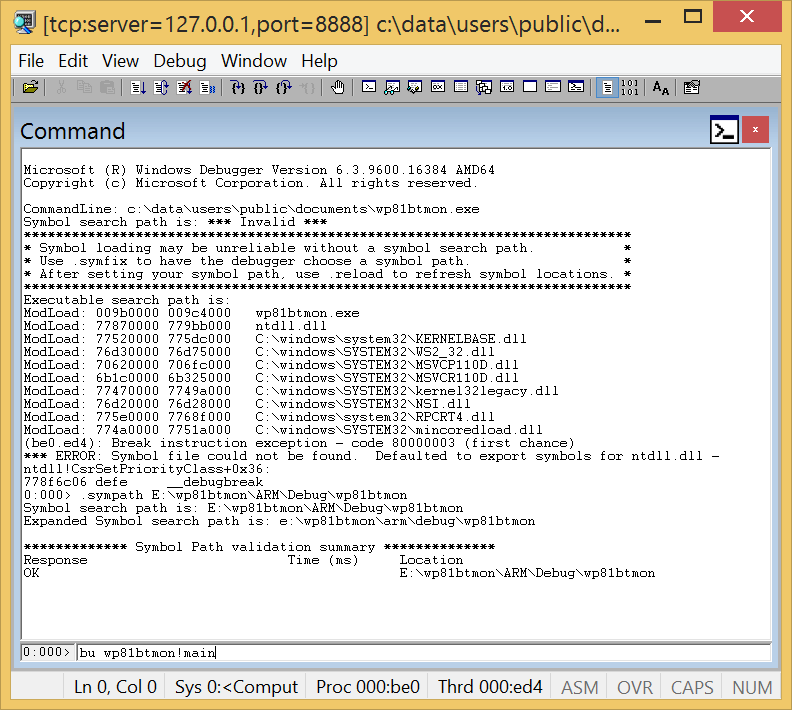 [tcp:server=127.0.0.1,port=8888] c:\data\users\public\d...
File Edit View Debug Window Help
Command
Microsoft (R) Windows Debugger Version 6.3.9600.16384 AMD64
Copyright (c) Microsoft Corporation. All rights reserved.
CommandLine: c:\data\users\public\documents\wp81btmon.exe
Symbol search path is: *** Invalid ***
****************************************************************************
* Symbol loading may be unreliable without a symbol search path.           *
* Use .symfix to have the debugger choose a symbol path.                   *
* After setting your symbol path, use .reload to refresh symbol locations. *
****************************************************************************
Executable search path is:
ModLoad: 009b0000 009c4000   wp81btmon.exe
ModLoad: 77870000 779bb000   ntdll.dll
ModLoad: 77520000 775dc000   C:\windows\system32\KERNELBASE.dll
ModLoad: 76d30000 76d75000   C:\windows\SYSTEM32\WS2_32.dll
ModLoad: 70620000 706fc000   C:\windows\SYSTEM32\MSVCP110D.dll
ModLoad: 6b1c0000 6b325000   C:\windows\SYSTEM32\MSVCR110D.dll
ModLoad: 77470000 7749a000   C:\windows\SYSTEM32\kernel32legacy.dll
ModLoad: 76d20000 76d28000   C:\windows\SYSTEM32\NSI.dll
ModLoad: 775e0000 7768f000   C:\windows\system32\RPCRT4.dll
ModLoad: 774a0000 7751a000   C:\windows\SYSTEM32\mincoredload.dll
(be0.ed4): Break instruction exception - code 80000003 (first chance)
*** ERROR: Symbol file could not be found.  Defaulted to export symbols for ntdll.dll -
ntdll!CsrSetPriorityClass+0x36:
778f6c06 defe     __debugbreak
0:000> .sympath E:\wp81btmon\ARM\Debug\wp81btmon
Symbol search path is: E:\wp81btmon\ARM\Debug\wp81btmon
Expanded Symbol search path is: e:\wp81btmon\arm\debug\wp81btmon
************* Symbol Path validation summary **************
Response                         Time (ms)     Location
OK                                             E:\wp81btmon\ARM\Debug\wp81btmon
0:000> bu wp81btmon!main
Ln 0, Col 0 Sys 0:<Comput Proc 000:be0 Thrd 000:ed4 ASM OVR CAPS NUM